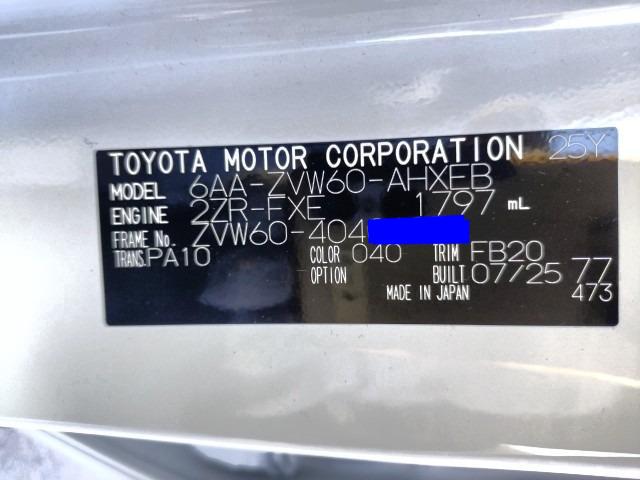 TOYOTA MOTOR CORPORATION 25Y
MODEL 6AA-ZVW60-AHXEB
ENGINE 2ZR-FXE 1797 mL
FRAME No. ZVW60-404
TRANS. PA10 COLOR 040 TRIM FB20
OPTION BUILT 07/25 77
MADE IN JAPAN 473